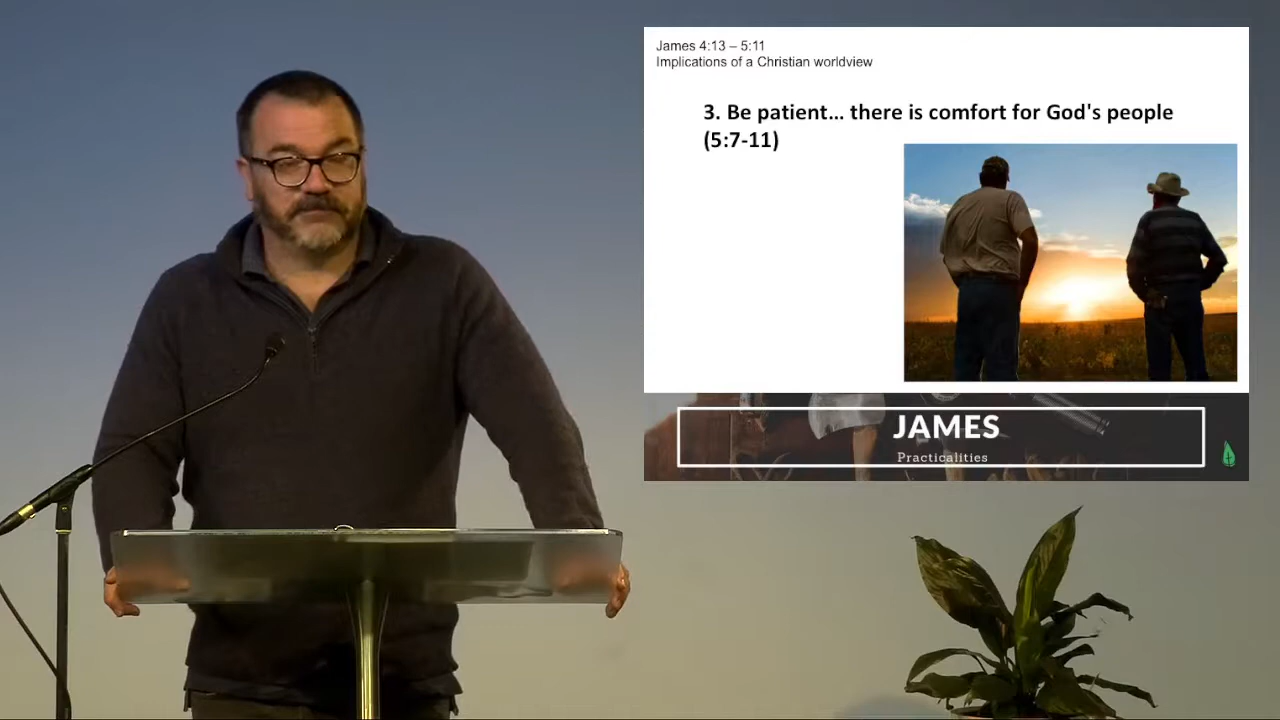 James 4:13 – 5:11
Implications of a Christian worldview
3. Be patient... there is comfort for God's people
(5:7-11)
JAMES
Practicalities